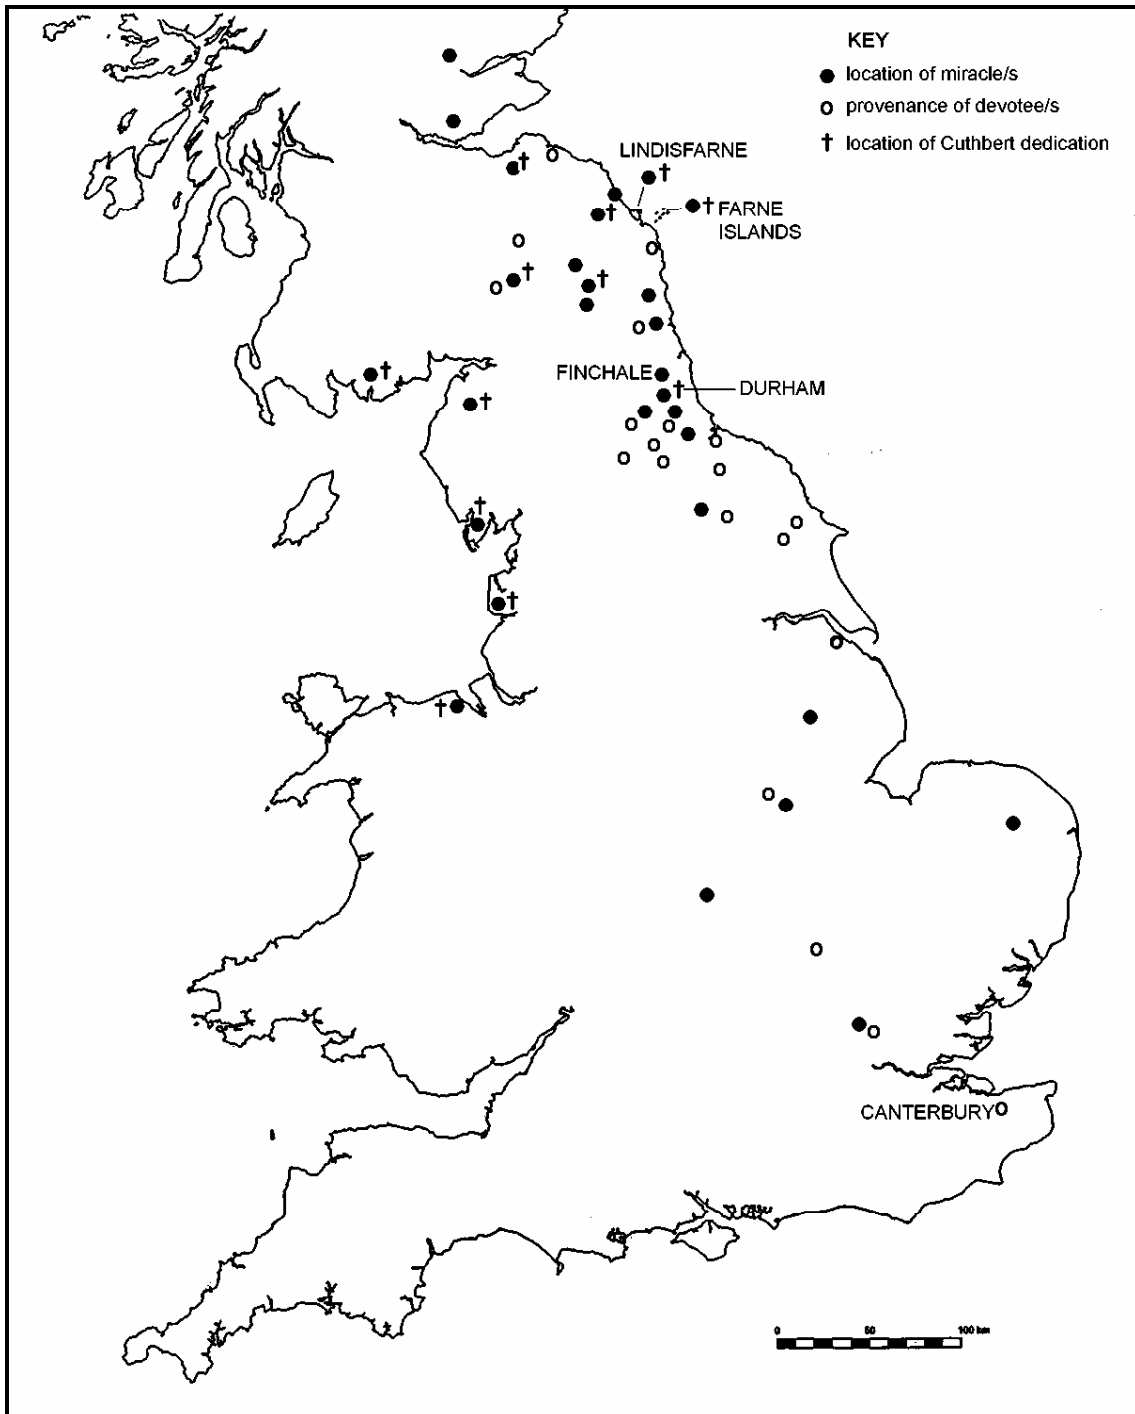 KEY
location of miracle/s
provenance of devotee/s
location of Cuthbert dedication
LINDISFARNE
FARNE
ISLANDS
FINCHALE
DURHAM
CANTERBURY
0 50 100 km